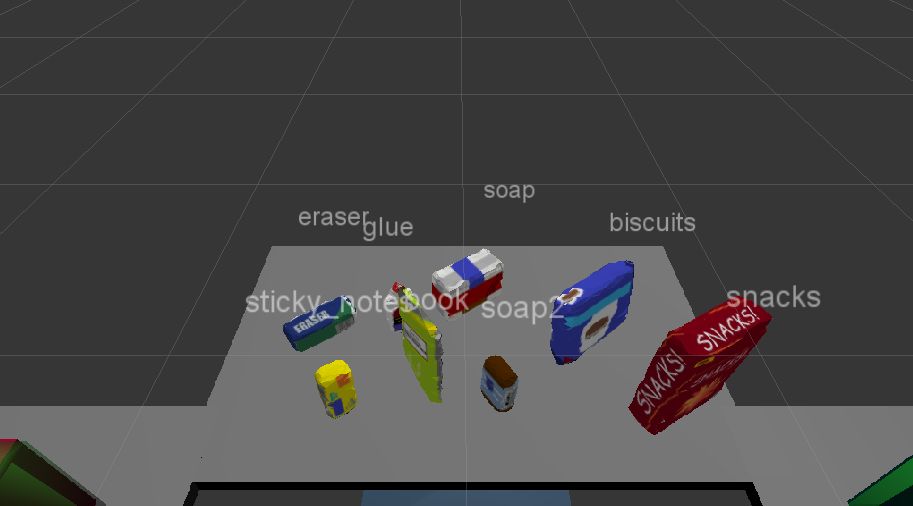 soap
eraser
glue
biscuits
sticky_notebook
soap2
snacks
ERASER
SNACKS!
SNACKS!